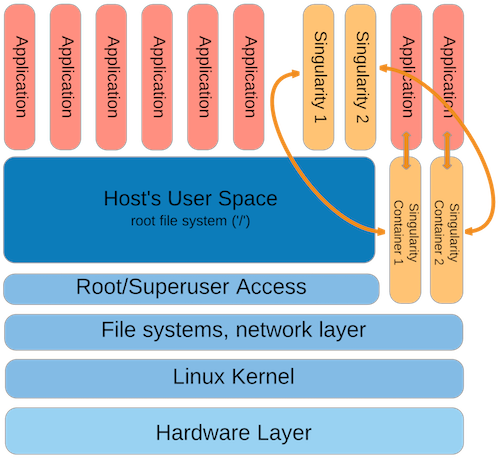 Application
Application
Application
Application
Application
Application
Singularity 1
Singularity 2
Application
Application
Host's User Space
root file system ('/')
Singularity
Container 1
Singularity
Container 2
Root/Superuser Access
File systems, network layer
Linux Kernel
Hardware Layer